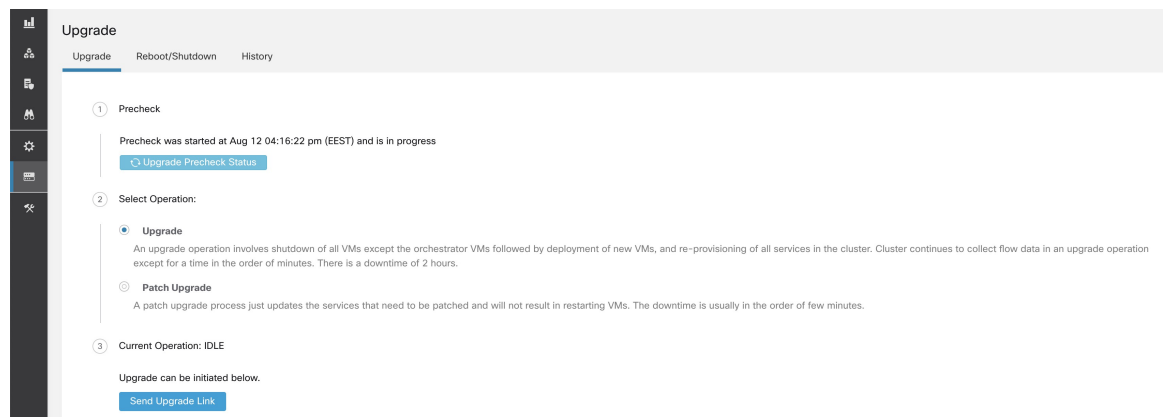 Upgrade
Upgrade Reboot/Shutdown History
1 Precheck
Precheck was started at Aug 12 04:16:22 pm (EEST) and is in progress
Upgrade Precheck Status
2 Select Operation:
Upgrade
An upgrade operation involves shutdown of all VMs except the orchestrator VMs followed by deployment of new VMs, and re-provisioning of all services in the cluster. Cluster continues to collect flow data in an upgrade operation
except for a time in the order of minutes. There is a downtime of 2 hours.
Patch Upgrade
A patch upgrade process just updates the services that need to be patched and will not result in restarting VMs. The downtime is usually in the order of few minutes.
3 Current Operation: IDLE
Upgrade can be initiated below.
Send Upgrade Link